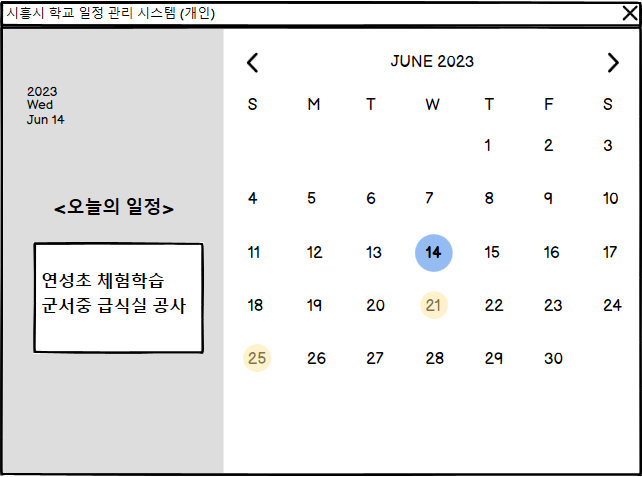 시흥시 학교 일정 관리 시스템 (개인)
2023
Wed
Jun 14
<오늘의 일정>
연성초 체험학습
군서중 급식실 공사
JUNE 2023
S M T W T F S
1 2 3
4 5 6 7 8 9 10
11 12 13 14 15 16 17
18 19 20 21 22 23 24
25 26 27 28 29 30